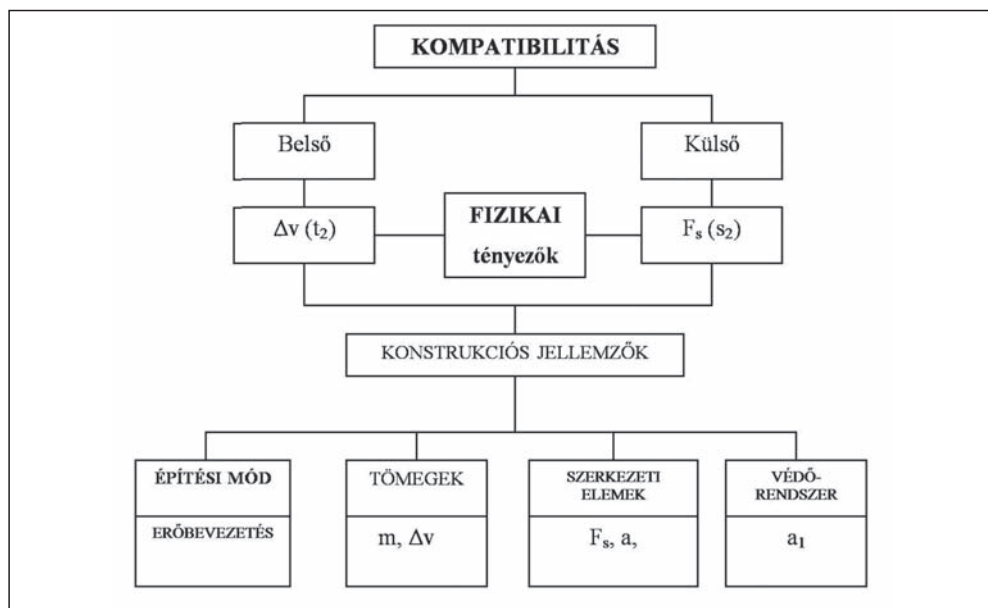 KOMPATIBILITÁS
Belső
Külső
Δv (t₂)
FIZIKAI
tényezők
Fₛ (s₂)
KONSTRUKCIÓS JELLEMZŐK
ÉPÍTÉSI MÓD
ERŐBEVEZETÉS
TÖMEGEK
m, Δv
SZERKEZETI
ELEMEK
Fₛ, a,
VÉDŐ-
RENDSZER
a₁